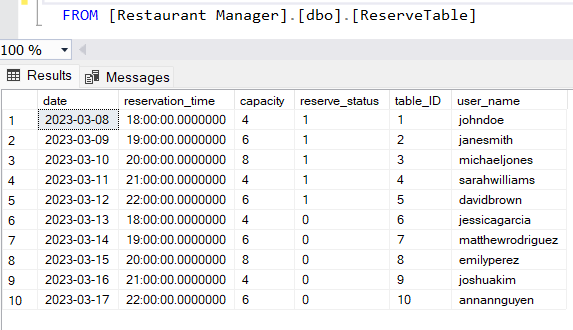 FROM [Restaurant Manager].[dbo].[ReserveTable]
100 %
Results Messages
date reservation_time capacity reserve_status table_ID user_name
1 2023-03-08 18:00:00.0000000 4 1 1 johndoe
2 2023-03-09 19:00:00.0000000 6 1 2 janesmith
3 2023-03-10 20:00:00.0000000 8 1 3 michaeljones
4 2023-03-11 21:00:00.0000000 4 1 4 sarahwilliams
5 2023-03-12 22:00:00.0000000 6 1 5 davidbrown
6 2023-03-13 18:00:00.0000000 4 0 6 jessicagarcia
7 2023-03-14 19:00:00.0000000 6 0 7 matthewrodriguez
8 2023-03-15 20:00:00.0000000 8 0 8 emilyperez
9 2023-03-16 21:00:00.0000000 4 0 9 joshuakim
10 2023-03-17 22:00:00.0000000 6 0 10 annannguyen